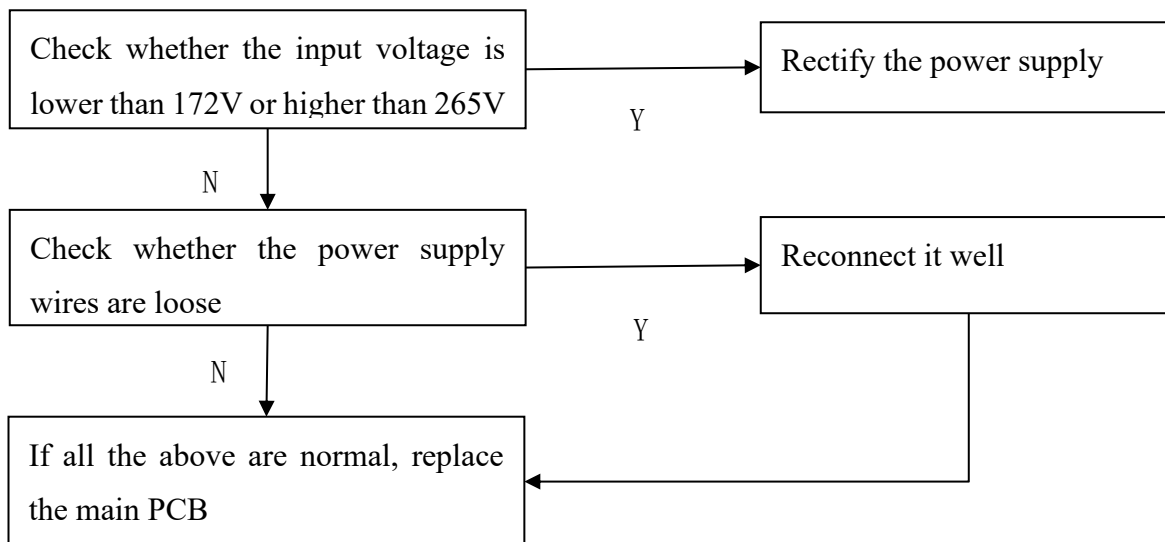 Check whether the input voltage is
lower than 172V or higher than 265V
Rectify the power supply
Y
N
Check whether the power supply
wires are loose
Reconnect it well
Y
N
If all the above are normal, replace
the main PCB